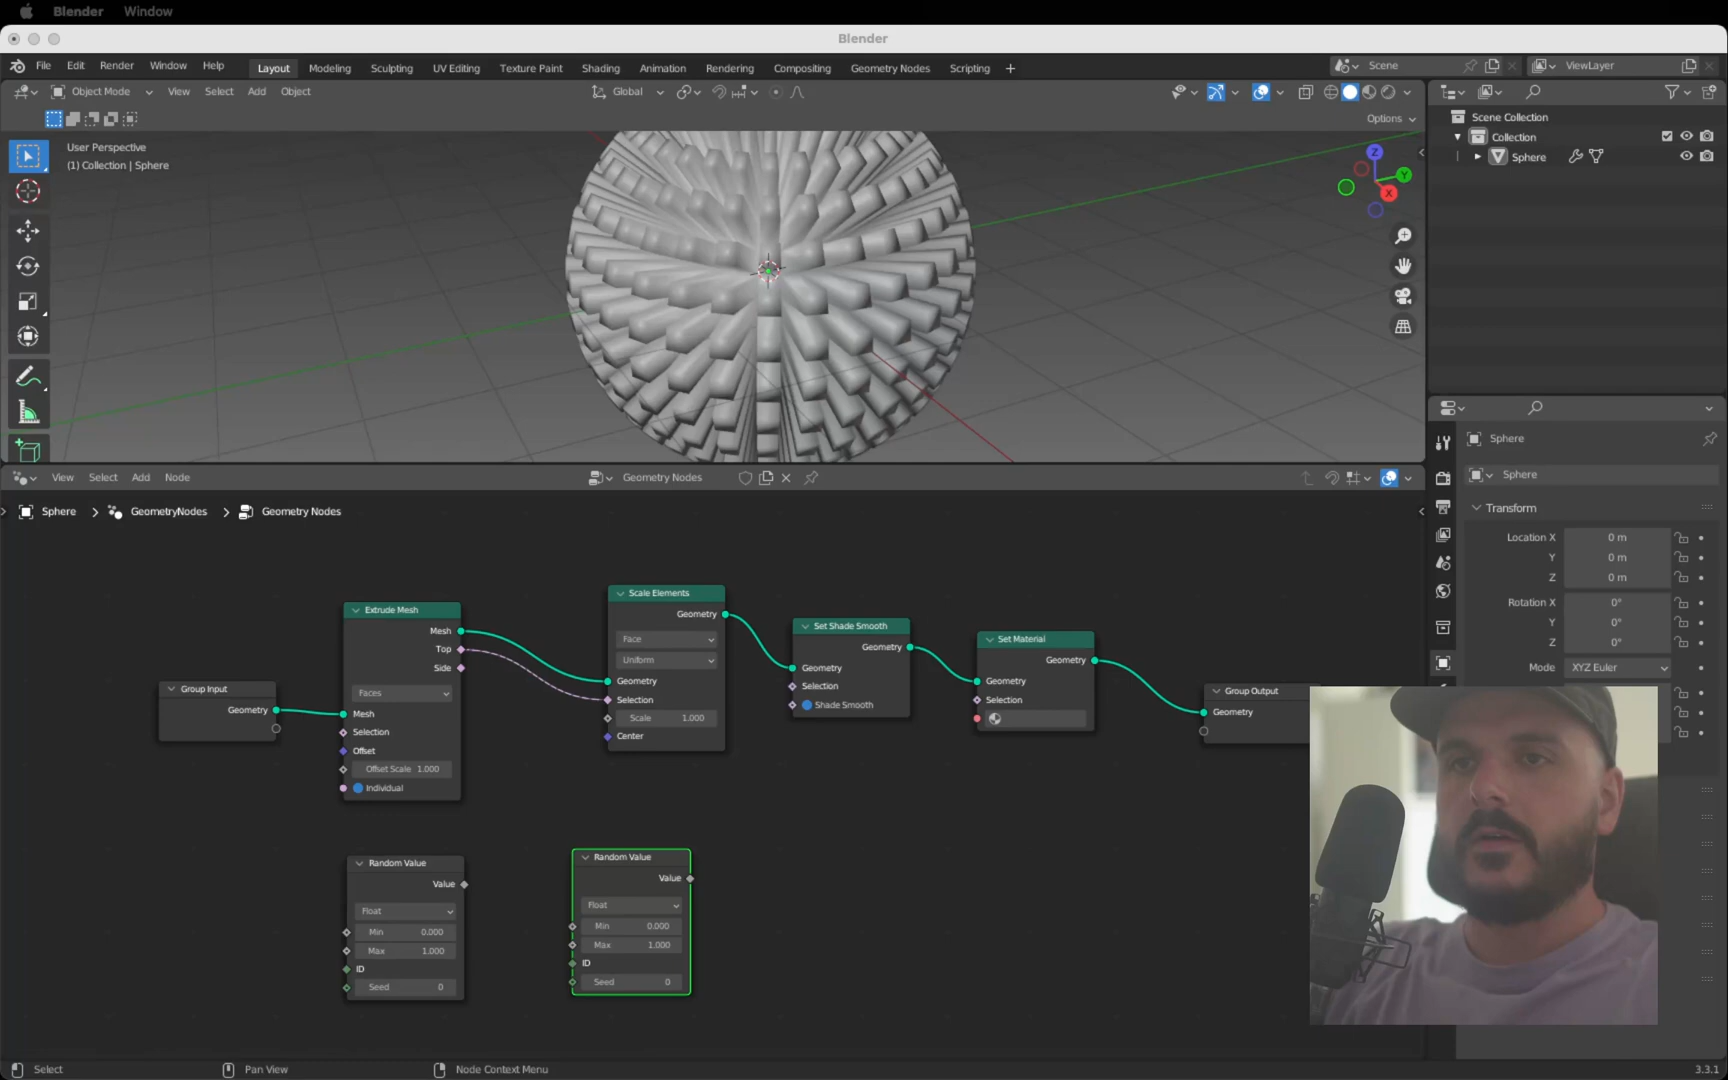 Blender Window
Blender
File Edit Render Window Help Layout Modeling Sculpting UV Editing Texture Paint Shading Animation Rendering Compositing Geometry Nodes Scripting + Scene ViewLayer
Object Mode View Select Add Object Global
Options
User Perspective
(1) Collection | Sphere
Z
Y
X
Scene Collection
Collection
Sphere
Sphere
Sphere
Transform
Location X 0 m
Y 0 m
Z 0 m
Rotation X 0°
Y 0°
Z 0°
Mode XYZ Euler
View Select Add Node Geometry Nodes
Sphere > GeometryNodes > Geometry Nodes
Group Input
Geometry
Extrude Mesh
Mesh
Top
Side
Faces
Mesh
Selection
Offset
Offset Scale 1.000
Individual
Scale Elements
Geometry
Face
Uniform
Geometry
Selection
Scale 1.000
Center
Set Shade Smooth
Geometry
Geometry
Selection
Shade Smooth
Set Material
Geometry
Geometry
Selection
Group Output
Geometry
Random Value
Value
Float
Min 0.000
Max 1.000
ID
Seed 0
Random Value
Value
Float
Min 0.000
Max 1.000
ID
Seed 0
Select Pan View Node Context Menu 3.3.1